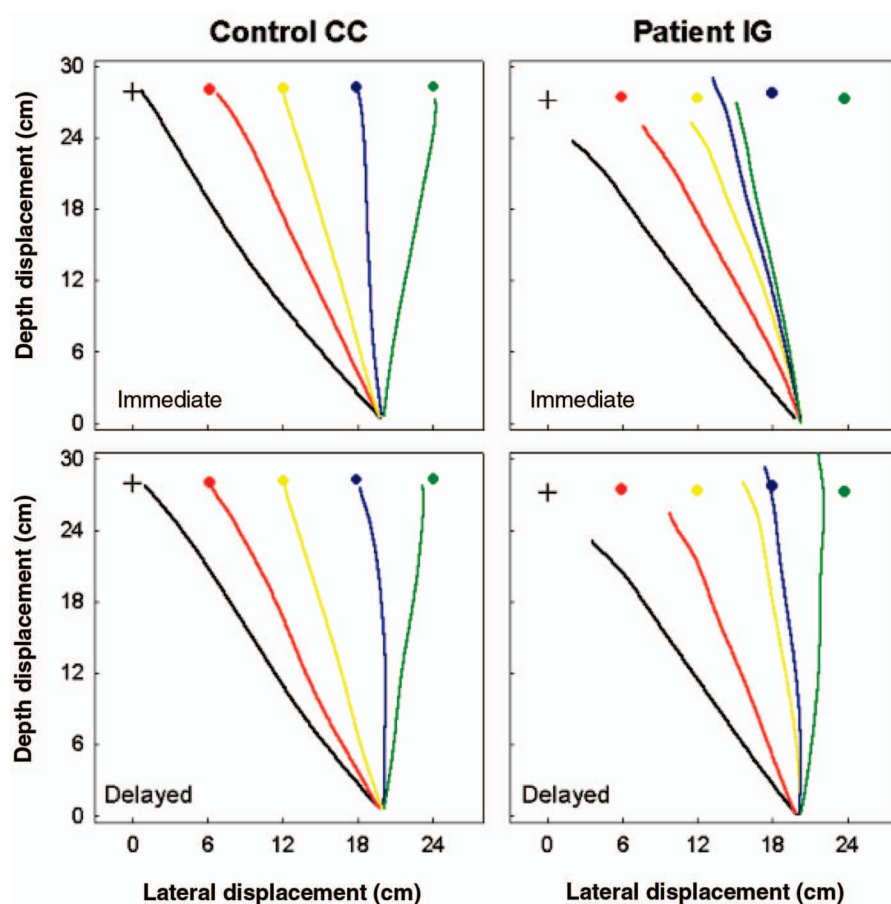 Control CC
Patient IG
Depth displacement (cm)
30
24
18
12
6
0
Immediate
Immediate
Depth displacement (cm)
30
24
18
12
6
0
Delayed
Delayed
0 6 12 18 24
0 6 12 18 24
Lateral displacement (cm)
Lateral displacement (cm)